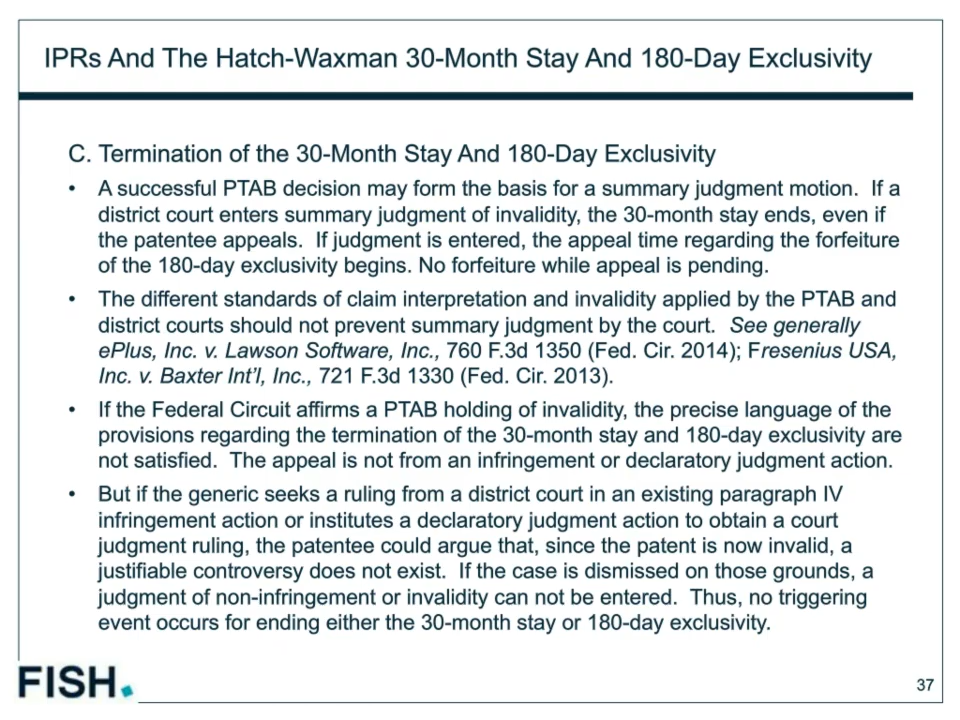 IPRs And The Hatch-Waxman 30-Month Stay And 180-Day Exclusivity
C. Termination of the 30-Month Stay And 180-Day Exclusivity
• A successful PTAB decision may form the basis for a summary judgment motion. If a
district court enters summary judgment of invalidity, the 30-month stay ends, even if
the patentee appeals. If judgment is entered, the appeal time regarding the forfeiture
of the 180-day exclusivity begins. No forfeiture while appeal is pending.
• The different standards of claim interpretation and invalidity applied by the PTAB and
district courts should not prevent summary judgment by the court. See generally
ePlus, Inc. v. Lawson Software, Inc., 760 F.3d 1350 (Fed. Cir. 2014); Fresenius USA,
Inc. v. Baxter Int'l, Inc., 721 F.3d 1330 (Fed. Cir. 2013).
• If the Federal Circuit affirms a PTAB holding of invalidity, the precise language of the
provisions regarding the termination of the 30-month stay and 180-day exclusivity are
not satisfied. The appeal is not from an infringement or declaratory judgment action.
• But if the generic seeks a ruling from a district court in an existing paragraph IV
infringement action or institutes a declaratory judgment action to obtain a court
judgment ruling, the patentee could argue that, since the patent is now invalid, a
justifiable controversy does not exist. If the case is dismissed on those grounds, a
judgment of non-infringement or invalidity can not be entered. Thus, no triggering
event occurs for ending either the 30-month stay or 180-day exclusivity.
FISH.
37